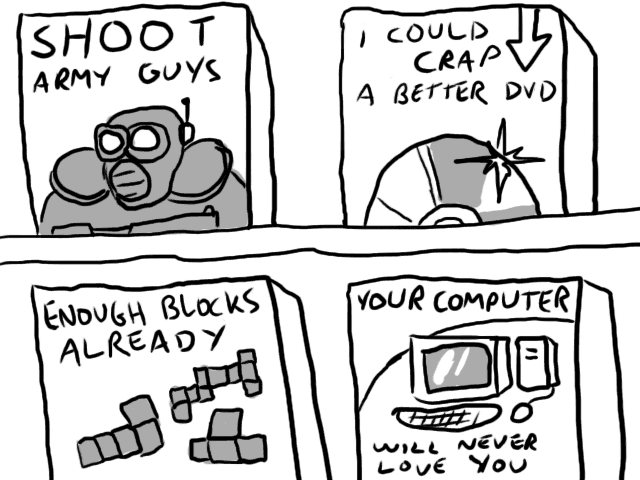 SHOOT
ARMY GUYS
I COULD
CRAP
A BETTER DVD
ENOUGH BLOCKS
ALREADY
YOUR COMPUTER
WILL NEVER
LOVE YOU